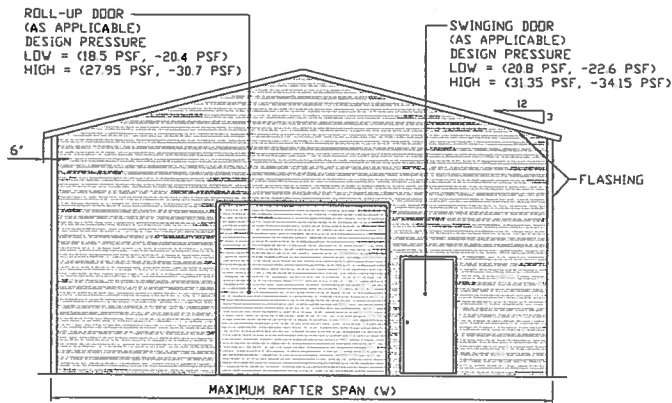 ROLL-UP DOOR
(AS APPLICABLE)
DESIGN PRESSURE
LOW = (18.5 PSF, -20.4 PSF)
HIGH = (27.95 PSF, -30.7 PSF)
SWINGING DOOR
(AS APPLICABLE)
DESIGN PRESSURE
LOW = (20.8 PSF, -22.6 PSF)
HIGH = (31.35 PSF, -34.15 PSF)
12
3
6'
FLASHING
MAXIMUM RAFTER SPAN (W)